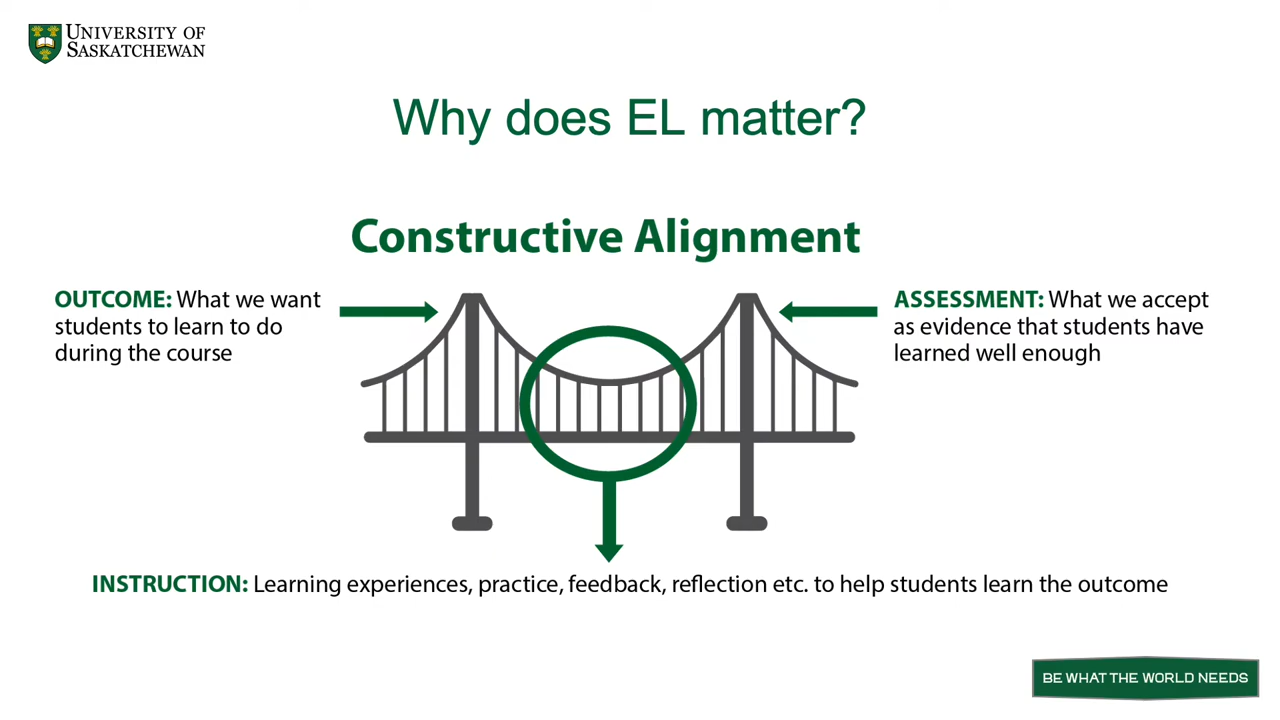 UNIVERSITY OF
SASKATCHEWAN
Why does EL matter?
Constructive Alignment
OUTCOME: What we want
students to learn to do
during the course
ASSESSMENT: What we accept
as evidence that students have
learned well enough
INSTRUCTION: Learning experiences, practice, feedback, reflection etc. to help students learn the outcome
BE WHAT THE WORLD NEEDS